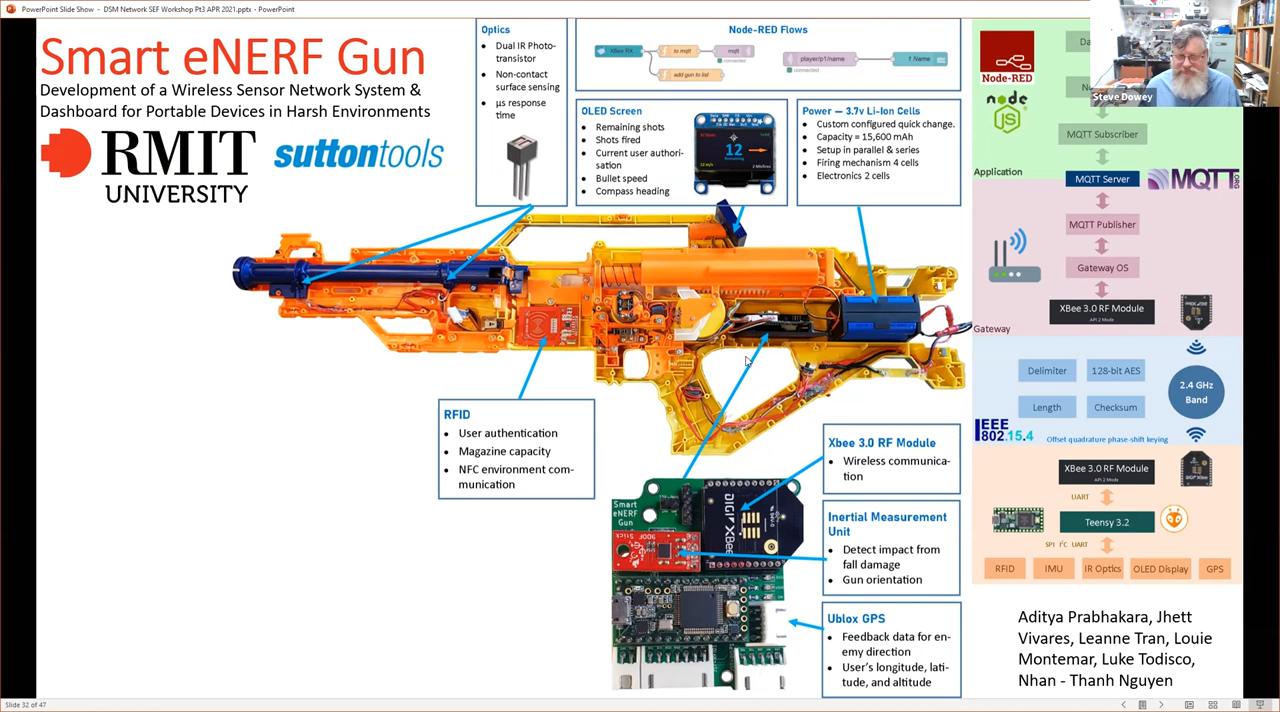 PowerPoint Slide Show - DSM Network SEF Workshop Pt3 APR 2021.pptx - PowerPoint
Smart eNERF Gun
Development of a Wireless Sensor Network System &
Dashboard for Portable Devices in Harsh Environments
RMIT
UNIVERSITY
suttontools
Optics
• Dual IR Photo-
transistor
• Non-contact
surface sensing
• µs response
time
Node-RED Flows
XBee RX
to mqtt
mqtt
connected
add gun to list
player/p1/name
connected
1 Name
OLED Screen
• Remaining shots
• Shots fired
• Current user authori-
sation
• Bullet speed
• Compass heading
12
Remaining
Power — 3.7v Li-Ion Cells
• Custom configured quick change.
• Capacity = 15,600 mAh
• Setup in parallel & series
• Firing mechanism 4 cells
• Electronics 2 cells
RFID
• User authentication
• Magazine capacity
• NFC environment com-
munication
Smart
eNERF
Gun
DIGI XBee
Xbee 3.0 RF Module
• Wireless communica-
tion
Inertial Measurement
Unit
• Detect impact from
fall damage
• Gun orientation
Ublox GPS
• Feedback data for en-
emy direction
• User's longitude, lati-
tude, and altitude
Node-RED
node
JS
Steve Dowey
MQTT Subscriber
Application
MQTT Server
MQTT
.ORG
MQTT Publisher
Gateway OS
XBee 3.0 RF Module
API 2 Mode
Gateway
Delimiter
128-bit AES
2.4 GHz
Band
Length
Checksum
IEEE
802.15.4
Offset quadrature phase-shift keying
XBee 3.0 RF Module
API 2 Mode
UART
Teensy 3.2
SPI I²C UART
RFID
IMU
IR Optics
OLED Display
GPS
Aditya Prabhakara, Jhett
Vivares, Leanne Tran, Louie
Montemar, Luke Todisco,
Nhan - Thanh Nguyen
Slide 32 of 47